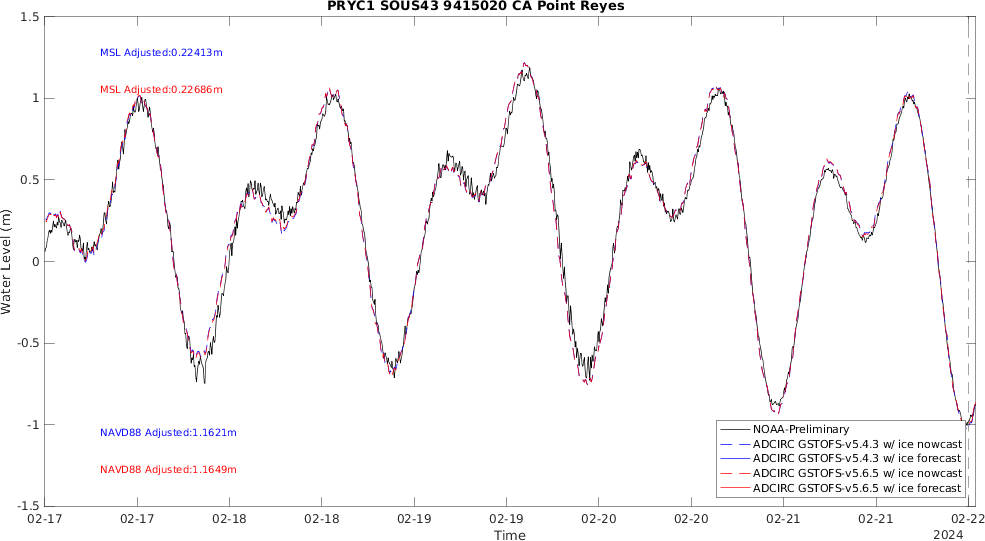 PRYC1 SOUS43 9415020 CA Point Reyes
1.5
MSL Adjusted:0.22413m
MSL Adjusted:0.22686m
1
0.5
0
-0.5
-1
-1.5
Water Level (m)
NAVD88 Adjusted:1.1621m
NAVD88 Adjusted:1.1649m
NOAA-Preliminary
ADCIRC GSTOFS-v5.4.3 w/ ice nowcast
ADCIRC GSTOFS-v5.4.3 w/ ice forecast
ADCIRC GSTOFS-v5.6.5 w/ ice nowcast
ADCIRC GSTOFS-v5.6.5 w/ ice forecast
02-17 02-17 02-18 02-18 02-19 02-19 02-20 02-20 02-21 02-21 02-22
Time
2024